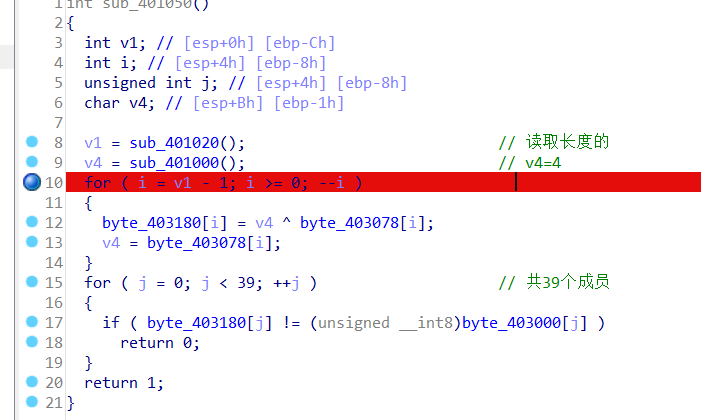 1 int sub_401050()
2 {
3 int v1; // [esp+0h] [ebp-Ch]
4 int i; // [esp+4h] [ebp-8h]
5 unsigned int j; // [esp+4h] [ebp-8h]
6 char v4; // [esp+Bh] [ebp-1h]
7
8 v1 = sub_401020(); // 读取长度的
9 v4 = sub_401000(); // v4=4
10 for ( i = v1 - 1; i >= 0; --i )
11 {
12 byte_403180[i] = v4 ^ byte_403078[i];
13 v4 = byte_403078[i];
14 }
15 for ( j = 0; j < 39; ++j ) // 共39个成员
16 {
17 if ( byte_403180[j] != (unsigned __int8)byte_403000[j] )
18 return 0;
19 }
20 return 1;
21 }